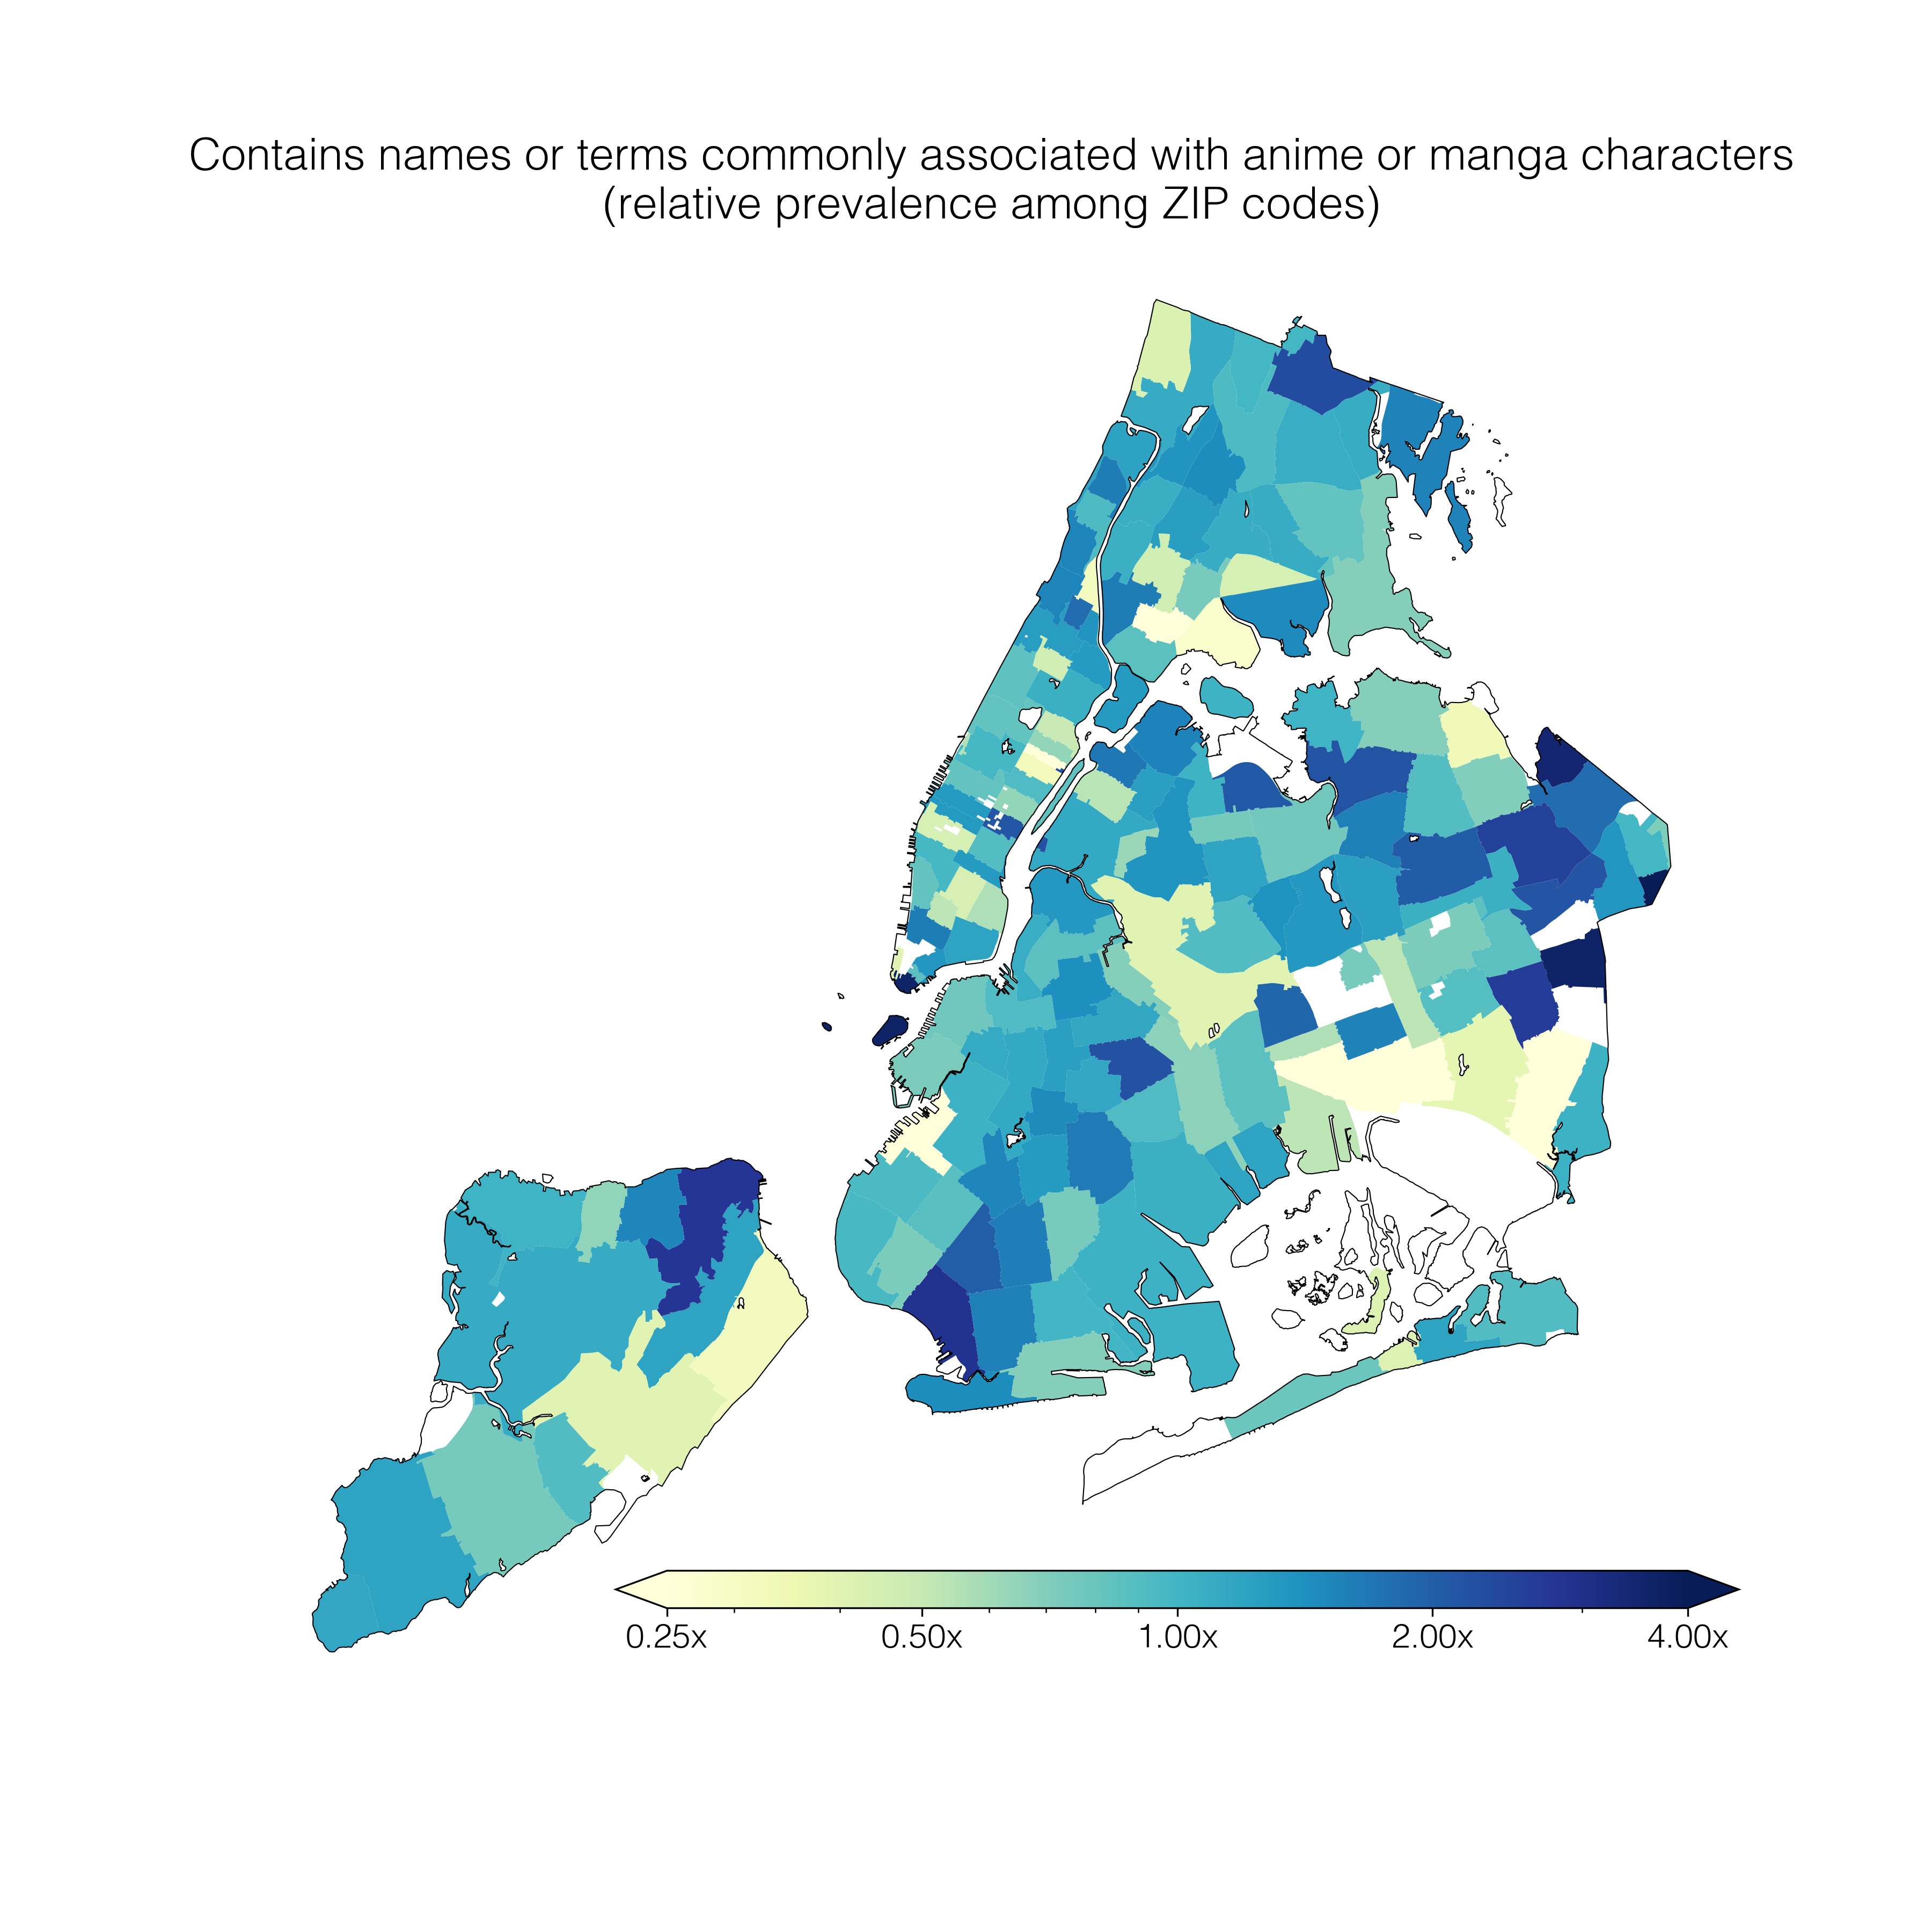 Contains names or terms commonly associated with anime or manga characters
(relative prevalence among ZIP codes)
0.25x 0.50x 1.00x 2.00x 4.00x